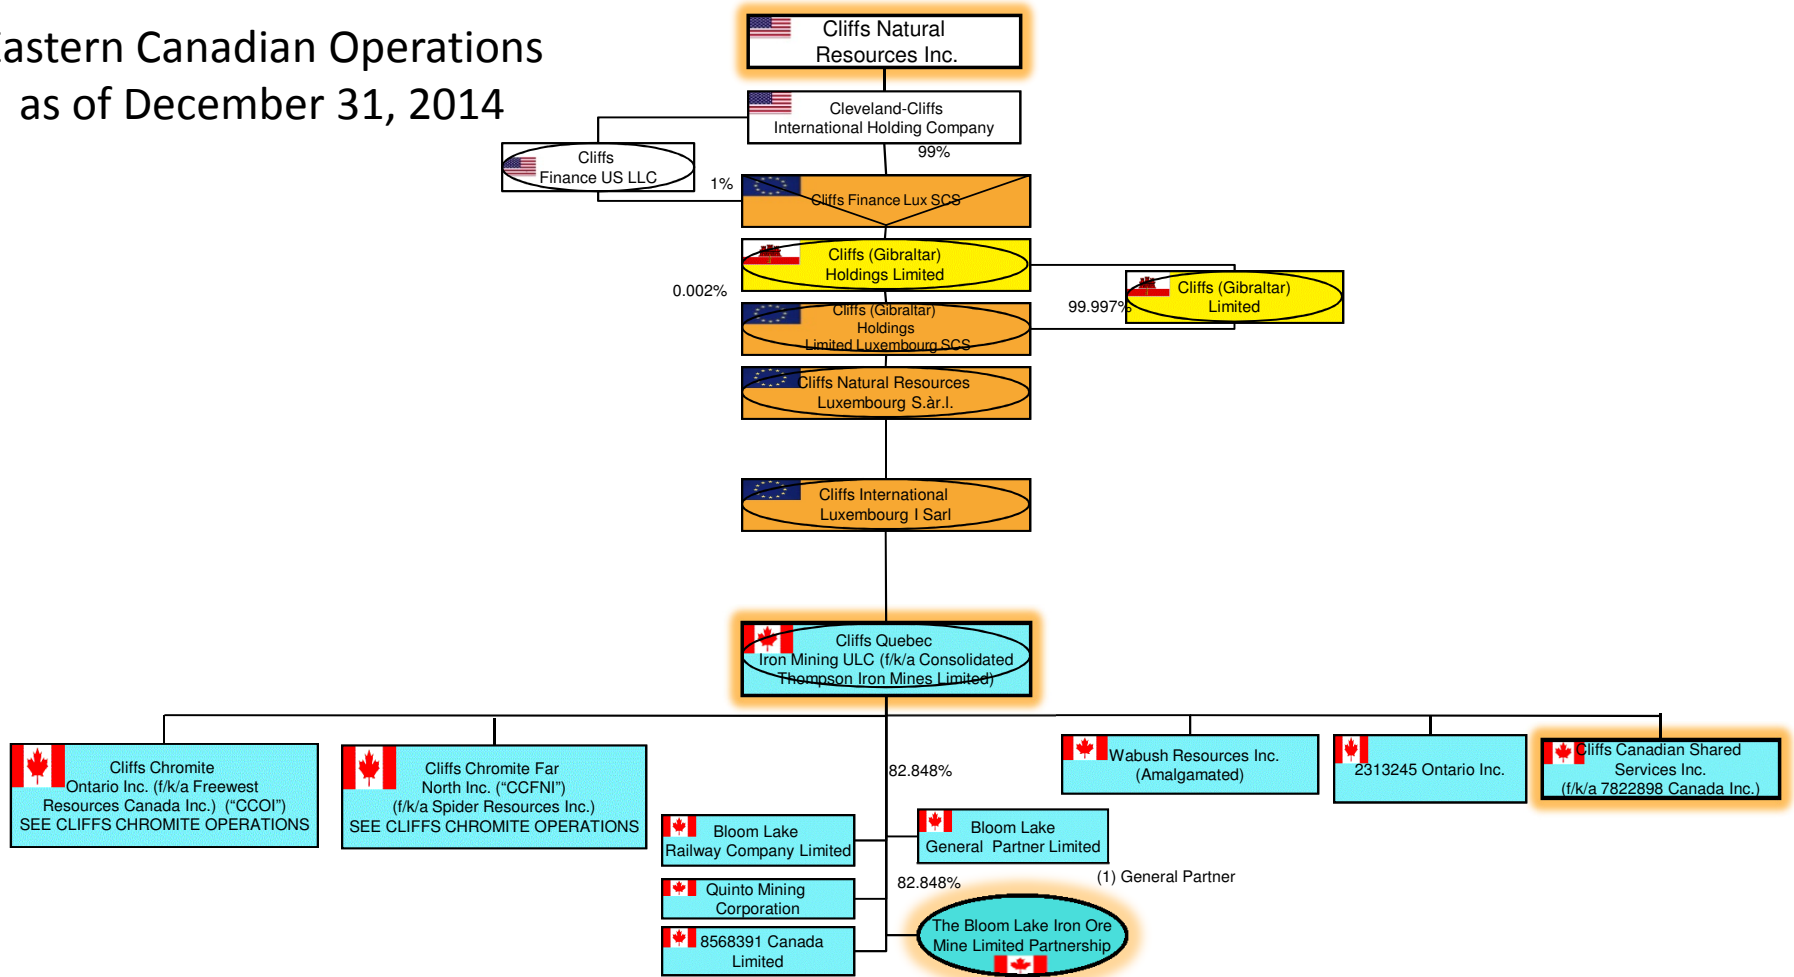 Eastern Canadian Operations
as of December 31, 2014
Cliffs Natural
Resources Inc.
Cleveland-Cliffs
International Holding Company
99%
Cliffs
Finance US LLC
1%
Cliffs Finance Lux SCS
Cliffs (Gibraltar)
Holdings Limited
0.002%
Cliffs (Gibraltar)
Limited
99.997%
Cliffs (Gibraltar)
Holdings
Limited Luxembourg SCS
Cliffs Natural Resources
Luxembourg S.àr.l.
Cliffs International
Luxembourg I Sarl
Cliffs Quebec
Iron Mining ULC (f/k/a Consolidated
Thompson Iron Mines Limited)
Cliffs Chromite
Ontario Inc. (f/k/a Freewest
Resources Canada Inc.) (“CCOI”)
SEE CLIFFS CHROMITE OPERATIONS
Cliffs Chromite Far
North Inc. (“CCFNI”)
(f/k/a Spider Resources Inc.)
SEE CLIFFS CHROMITE OPERATIONS
82.848%
Wabush Resources Inc.
(Amalgamated)
2313245 Ontario Inc.
Cliffs Canadian Shared
Services Inc.
(f/k/a 7822898 Canada Inc.)
Bloom Lake
Railway Company Limited
Bloom Lake
General Partner Limited
(1) General Partner
82.848%
Quinto Mining
Corporation
The Bloom Lake Iron Ore
Mine Limited Partnership
8568391 Canada
Limited